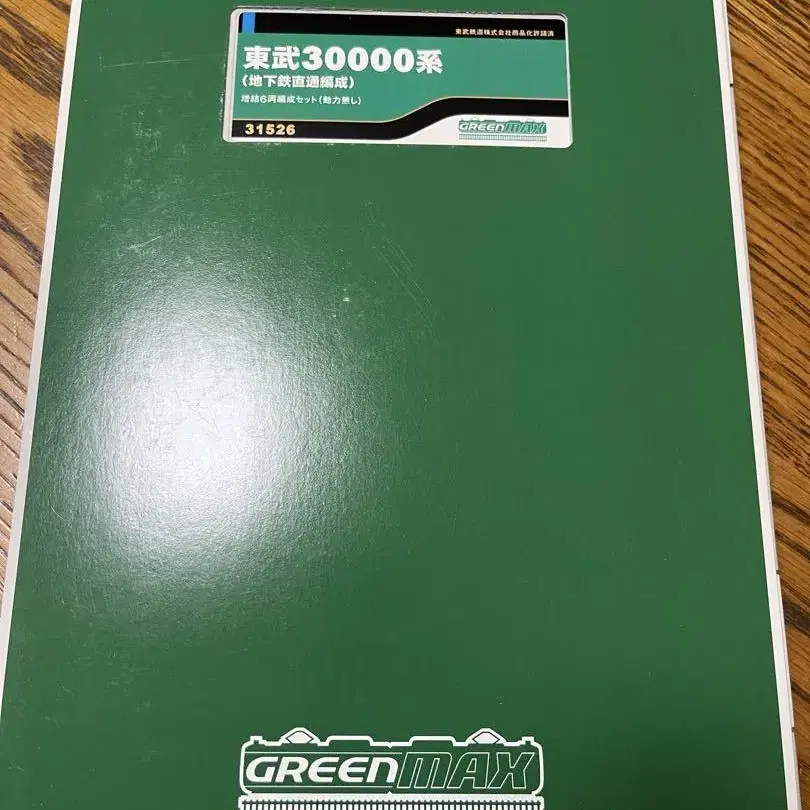 東武鉄道株式会社商品化許諾済
東武30000系
(地下鉄直通編成)
増結6両編成セット(動力無し)
31526
GREENMAX
GREENMAX